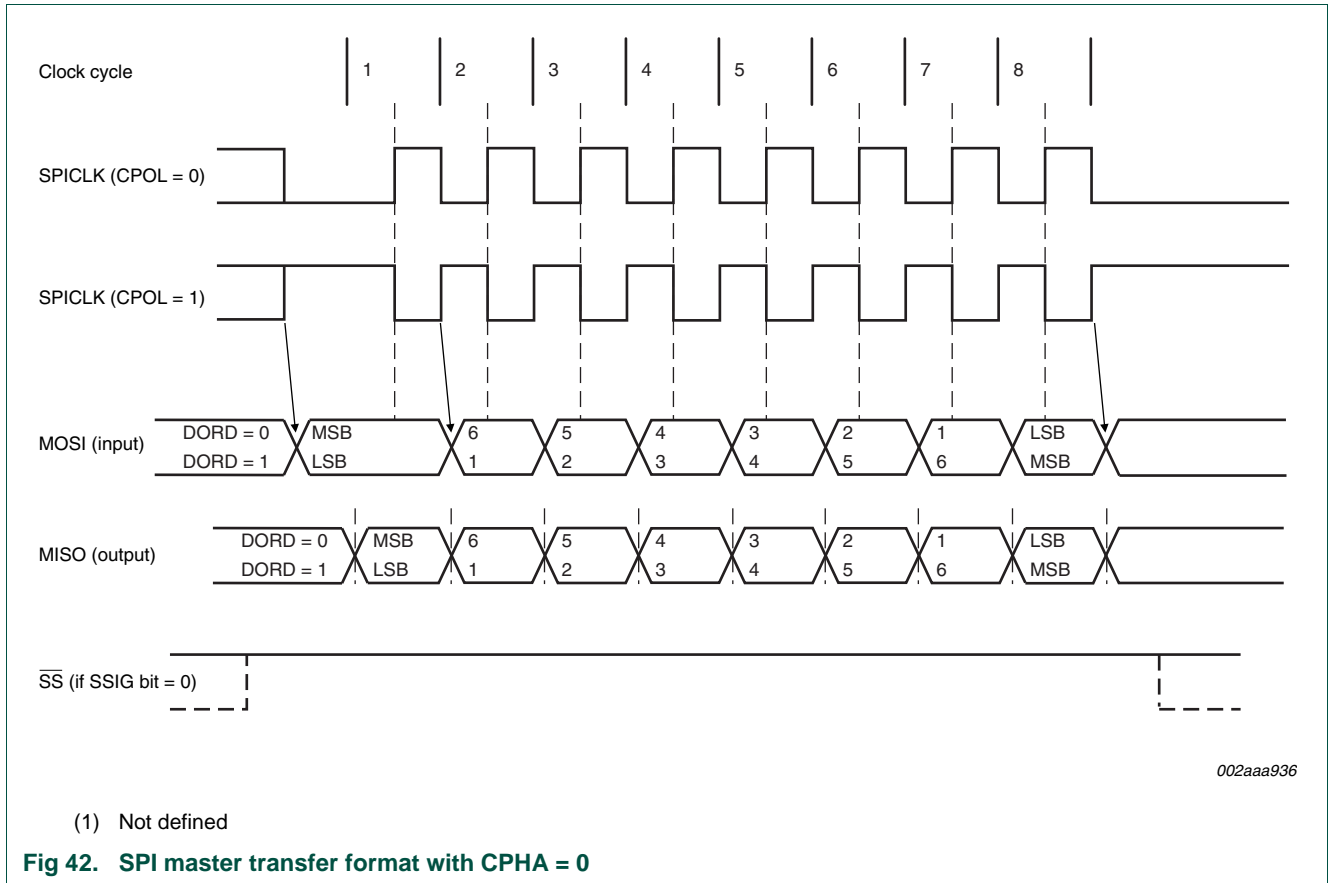 Clock cycle 1 2 3 4 5 6 7 8
SPICLK (CPOL = 0)
SPICLK (CPOL = 1)
MOSI (input)
DORD = 0 MSB 6 5 4 3 2 1 LSB
DORD = 1 LSB 1 2 3 4 5 6 MSB
MISO (output)
DORD = 0 MSB 6 5 4 3 2 1 LSB
DORD = 1 LSB 1 2 3 4 5 6 MSB
S̅S̅ (if SSIG bit = 0)
002aaa936
(1) Not defined
Fig 42. SPI master transfer format with CPHA = 0